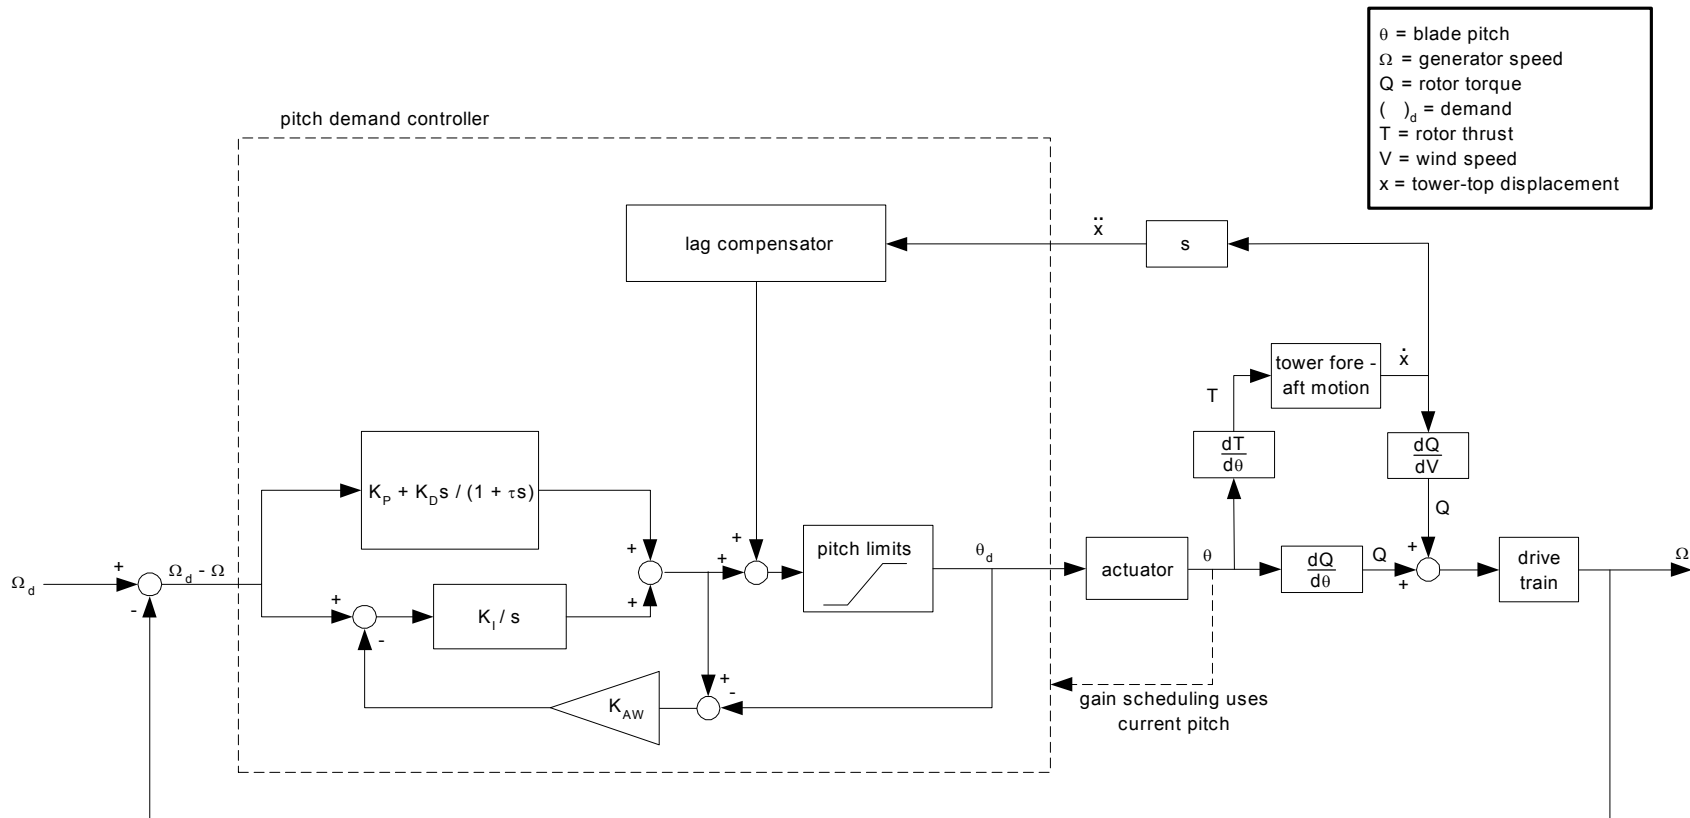 θ = blade pitch
Ω = generator speed
Q = rotor torque
( )d = demand
T = rotor thrust
V = wind speed
x = tower-top displacement
pitch demand controller
lag compensator
ẍ
s
tower fore -
aft motion
ẋ
T
dT
dθ
dQ
dV
Q
KP + KDs / (1 + τs)
+
+
+
+
pitch limits
θd
actuator
θ
dQ
dθ
Q
+
+
drive
train
Ω
Ωd
+
-
Ωd - Ω
+
-
KI / s
KAW
+
-
gain scheduling uses
current pitch